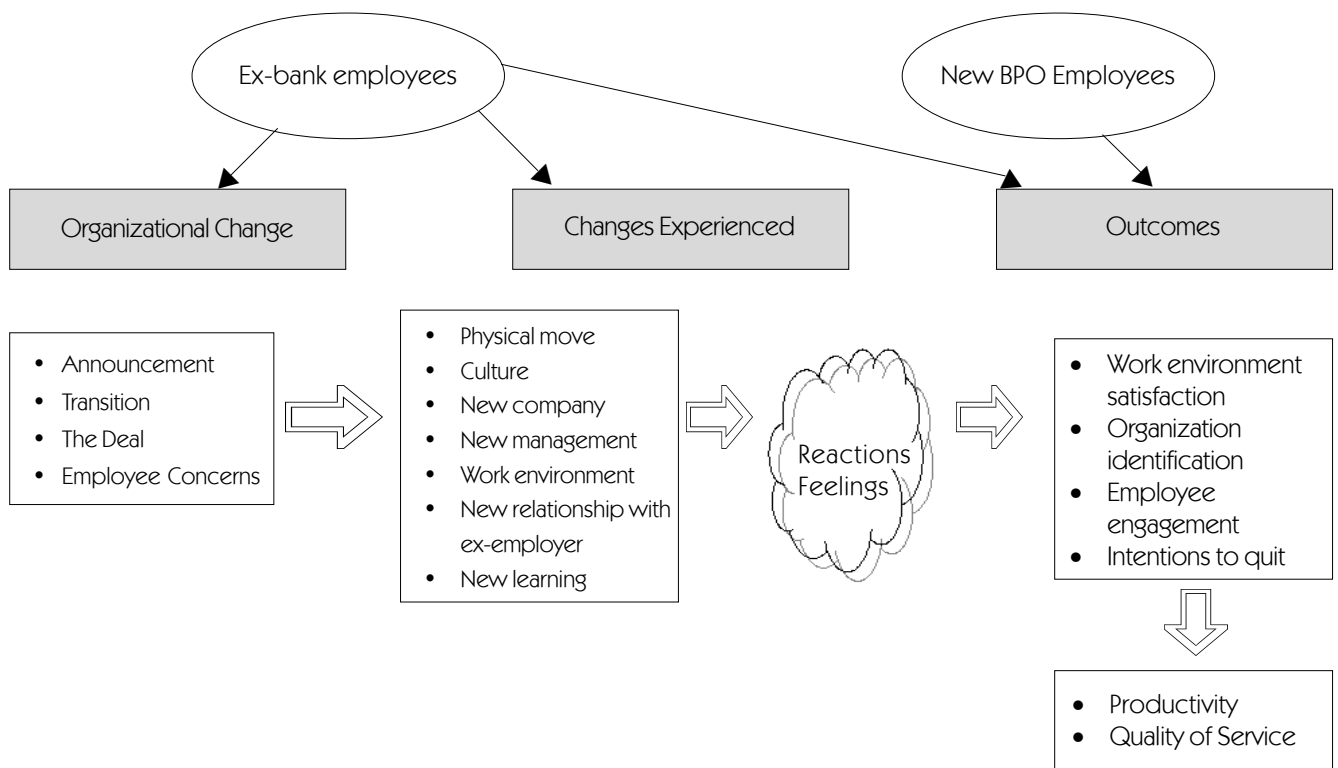 Ex-bank employees
New BPO Employees
Organizational Change
Changes Experienced
Outcomes
• Announcement
• Transition
• The Deal
• Employee Concerns
• Physical move
• Culture
• New company
• New management
• Work environment
• New relationship with
ex-employer
• New learning
Reactions
Feelings
• Work environment
satisfaction
• Organization
identification
• Employee
engagement
• Intentions to quit
• Productivity
• Quality of Service